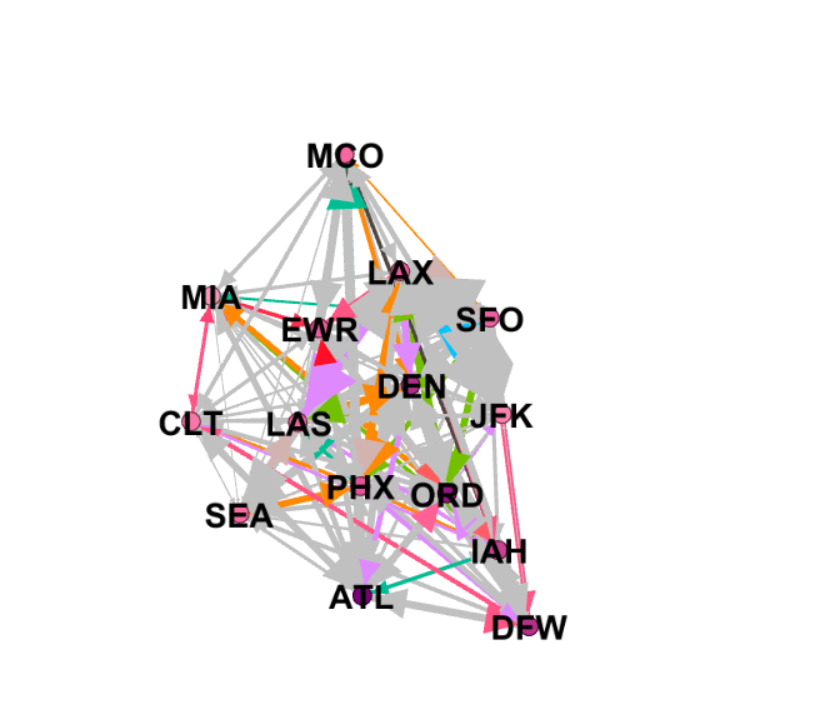 MCO
LAX
MIA
SFO
EWR
DEN
JFK
CLT
LAS
PHX
ORD
SEA
IAH
ATL
DFW